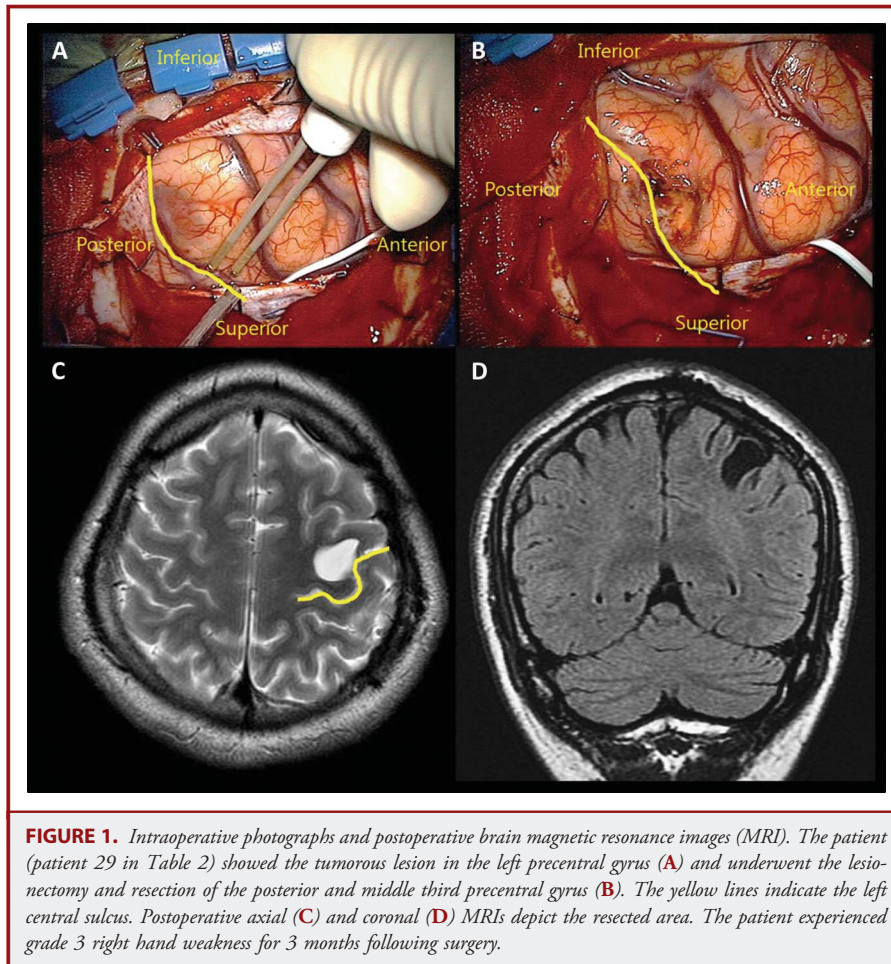 A
Inferior
Posterior
Anterior
Superior
B
Inferior
Posterior
Anterior
Superior
C
D
FIGURE 1. Intraoperative photographs and postoperative brain magnetic resonance images (MRI). The patient
(patient 29 in Table 2) showed the tumorous lesion in the left precentral gyrus (A) and underwent the lesio-
nectomy and resection of the posterior and middle third precentral gyrus (B). The yellow lines indicate the left
central sulcus. Postoperative axial (C) and coronal (D) MRIs depict the resected area. The patient experienced
grade 3 right hand weakness for 3 months following surgery.